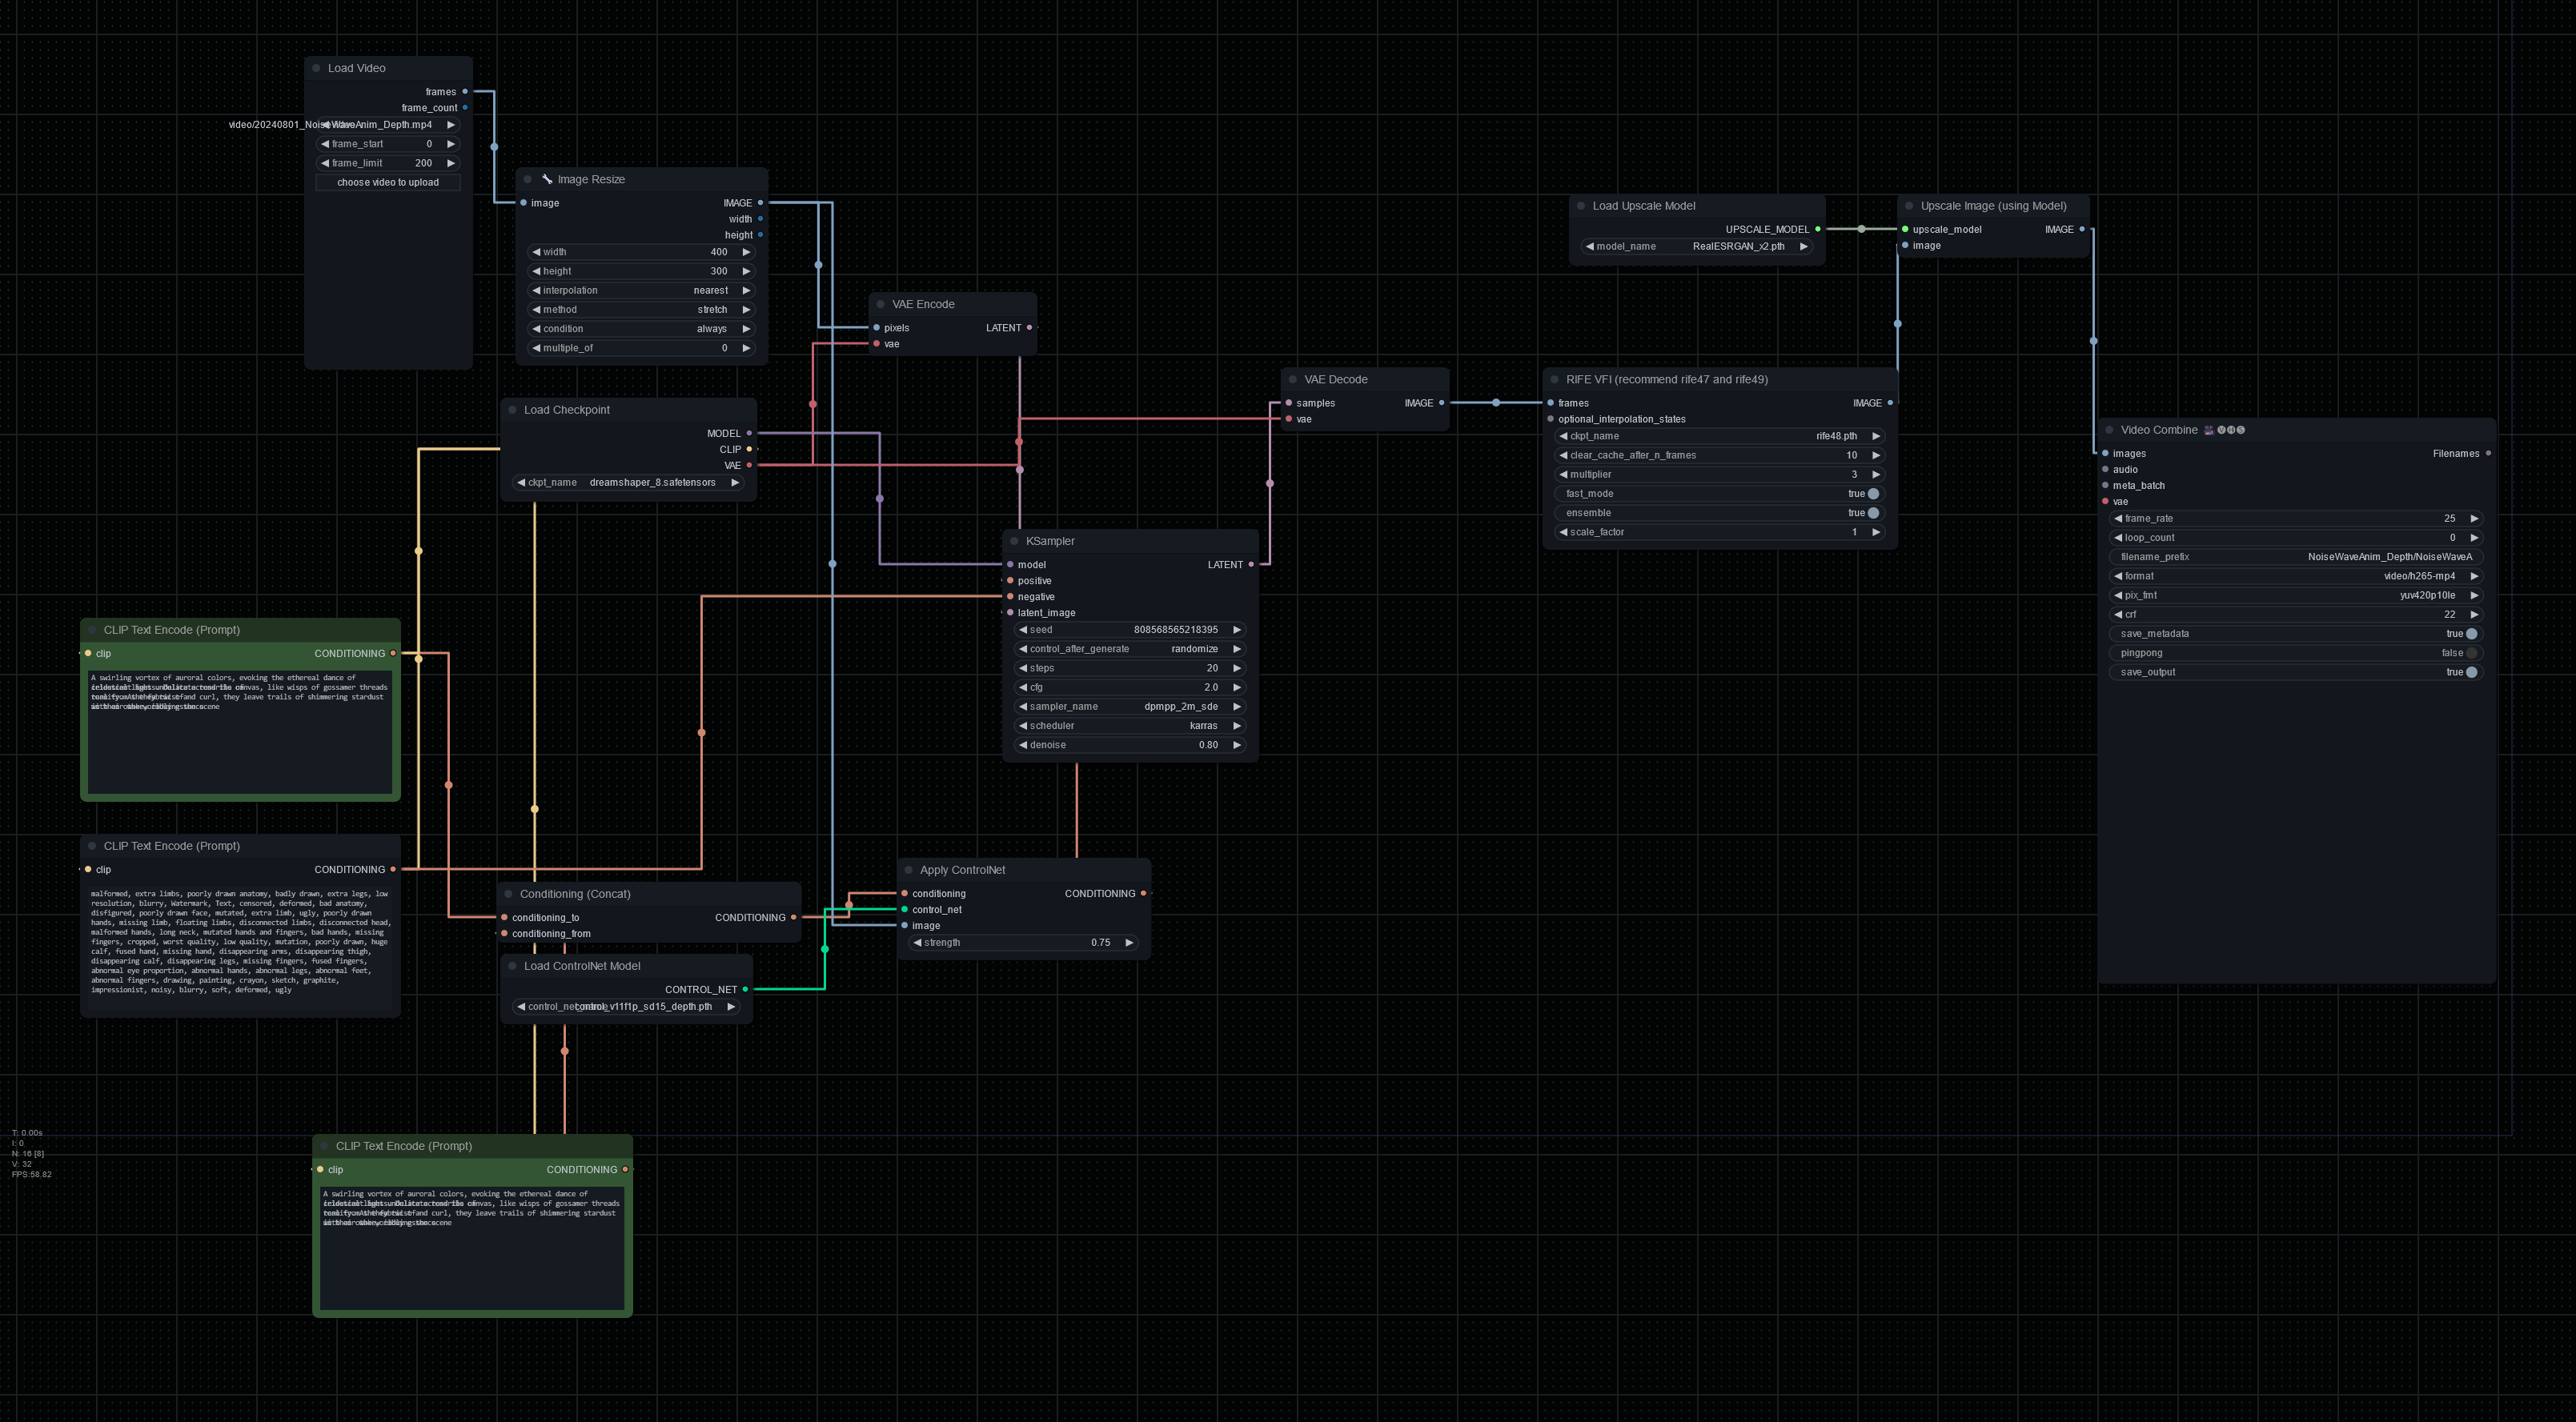 Load Video
frames
frame_count
video/20240801_NoiseWaveAnim_Depth.mp4
frame_start 0
frame_limit 200
choose video to upload
Image Resize
image IMAGE
width
height
width 400
height 300
interpolation nearest
method stretch
condition always
multiple_of 0
VAE Encode
pixels LATENT
vae
Load Checkpoint
MODEL
CLIP
VAE
ckpt_name dreamshaper_8.safetensors
Load Upscale Model
UPSCALE_MODEL
model_name RealESRGAN_x2.pth
Upscale Image (using Model)
upscale_model IMAGE
image
VAE Decode
samples IMAGE
vae
RIFE VFI (recommend rife47 and rife49)
frames IMAGE
optional_interpolation_states
ckpt_name rife48.pth
clear_cache_after_n_frames 10
multiplier 3
fast_mode true
ensemble true
scale_factor 1
Video Combine 🎥🅥🅗🅢
images Filenames
audio
meta_batch
vae
frame_rate 25
loop_count 0
filename_prefix NoiseWaveAnim_Depth/NoiseWaveA
format video/h265-mp4
pix_fmt yuv420p10le
crf 22
save_metadata true
pingpong false
save_output true
KSampler
model LATENT
positive
negative
latent_image
seed 808568565218395
control_after_generate randomize
steps 20
cfg 2.0
sampler_name dpmpp_2m_sde
scheduler karras
denoise 0.80
CLIP Text Encode (Prompt)
clip CONDITIONING
A swirling vortex of auroral colors, evoking the ethereal dance of
canvas, like wisps of gossamer threads
and curl, they leave trails of shimmering stardust
scene
CLIP Text Encode (Prompt)
clip CONDITIONING
malformed, extra limbs, poorly drawn anatomy, badly drawn, extra legs, low
resolution, blurry, Watermark, Text, censored, deformed, bad anatomy,
disfigured, poorly drawn face, mutated, extra limb, ugly, poorly drawn
hands, missing limb, floating limbs, disconnected limbs, disconnected head,
malformed hands, long neck, mutated hands and fingers, bad hands, missing
fingers, cropped, worst quality, low quality, mutation, poorly drawn, huge
calf, fused hand, missing hand, disappearing arms, disappearing thigh,
disappearing calf, disappearing legs, missing fingers, fused fingers,
abnormal eye proportion, abnormal hands, abnormal legs, abnormal feet,
abnormal fingers, drawing, painting, crayon, sketch, graphite,
impressionist, noisy, blurry, soft, deformed, ugly
Conditioning (Concat)
conditioning_to CONDITIONING
conditioning_from
Load ControlNet Model
CONTROL_NET
control_v11f1p_sd15_depth.pth
Apply ControlNet
conditioning CONDITIONING
control_net
image
strength 0.75
T: 0.00s
I: 0
N: 16 [8]
V: 32
FPS:58.82
CLIP Text Encode (Prompt)
clip CONDITIONING
A swirling vortex of auroral colors, evoking the ethereal dance of
canvas, like wisps of gossamer threads
and curl, they leave trails of shimmering stardust
scene